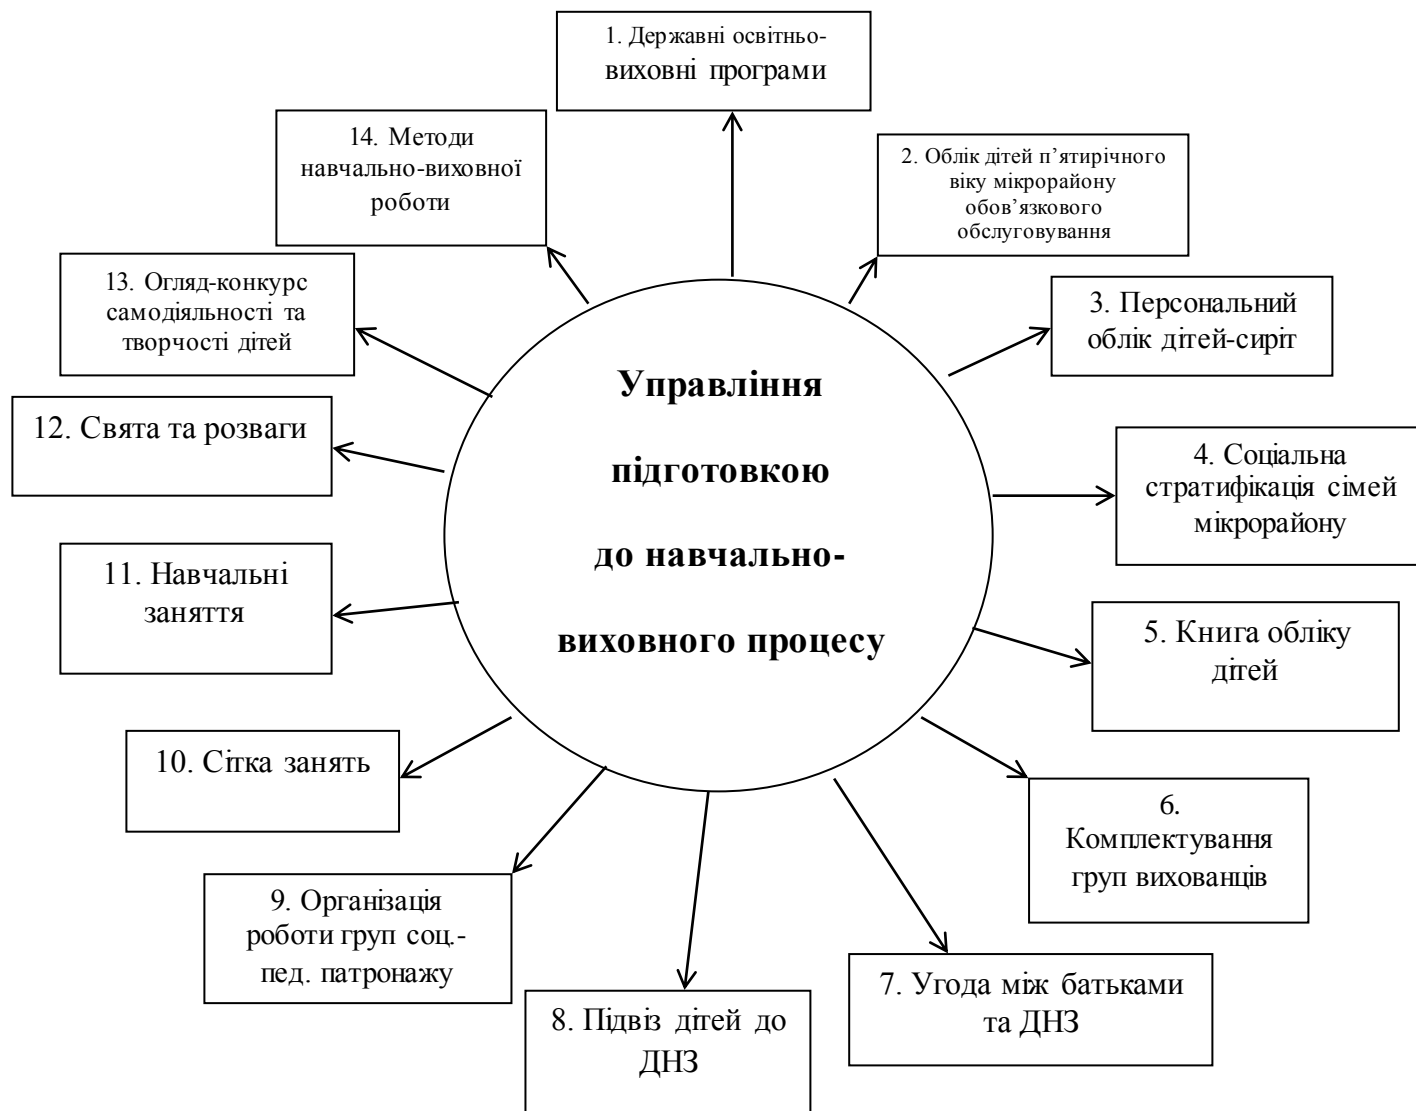 1. Державні освітньо-
виховні програми
14. Методи
навчально-виховної
роботи
2. Облік дітей п’ятирічного
віку мікрорайону
обов’язкового
обслуговування
13. Огляд-конкурс
самодіяльності та
творчості дітей
3. Персональний
облік дітей-сиріт
Управління
підготовкою
до навчально-
виховного процесу
12. Свята та розваги
4. Соціальна
стратифікація сімей
мікрорайону
11. Навчальні
заняття
5. Книга обліку
дітей
10. Сітка занять
6.
Комплектування
груп вихованців
9. Організація
роботи груп соц.-
пед. патронажу
7. Угода між батьками
та ДНЗ
8. Підвіз дітей до
ДНЗ